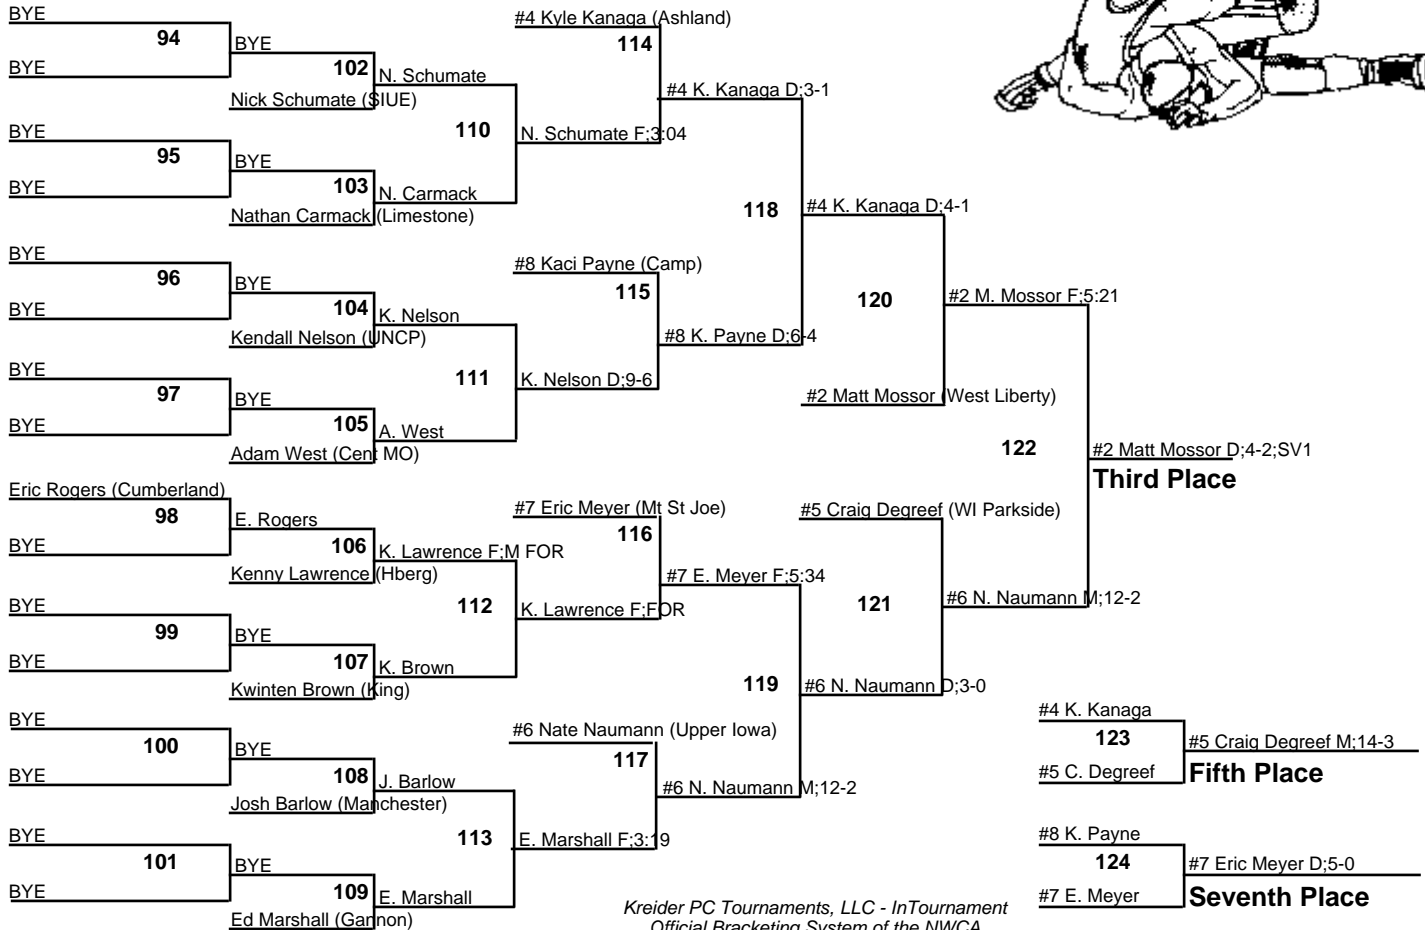 BYE
94
BYE
BYE
102
Nick Schumate (SIUE)
N. Schumate
BYE
95
BYE
BYE
103
Nathan Carmack (Limestone)
N. Carmack
110
N. Schumate F;3:04
#4 Kyle Kanaga (Ashland)
114
#4 K. Kanaga D;3-1
BYE
96
BYE
BYE
104
Kendall Nelson (UNCP)
K. Nelson
BYE
97
BYE
BYE
105
Adam West (Cent MO)
A. West
111
K. Nelson D;9-6
#8 Kaci Payne (Camp)
115
#8 K. Payne D;6-4
118
#4 K. Kanaga D;4-1
120
#2 Matt Mossor (West Liberty)
#2 M. Mossor F;5:21
Eric Rogers (Cumberland)
98
BYE
E. Rogers
106
Kenny Lawrence (Hberg)
K. Lawrence F;M FOR
BYE
99
BYE
BYE
107
Kwinten Brown (King)
K. Brown
112
K. Lawrence F;FOR
#7 Eric Meyer (Mt St Joe)
116
#7 E. Meyer F;5:34
BYE
100
BYE
BYE
108
Josh Barlow (Manchester)
J. Barlow
BYE
101
BYE
BYE
109
Ed Marshall (Gannon)
E. Marshall
113
E. Marshall F;3:19
#6 Nate Naumann (Upper Iowa)
117
#6 N. Naumann M;12-2
119
#6 N. Naumann D;3-0
#5 Craig Degreef (WI Parkside)
121
#6 N. Naumann M;12-2
122
#2 Matt Mossor D;4-2;SV1
Third Place
#4 K. Kanaga
123
#5 C. Degreef
#5 Craig Degreef M;14-3
Fifth Place
#8 K. Payne
124
#7 E. Meyer
#7 Eric Meyer D;5-0
Seventh Place
Kreider PC Tournaments, LLC - InTournament
Official Bracketing System of the NWCA